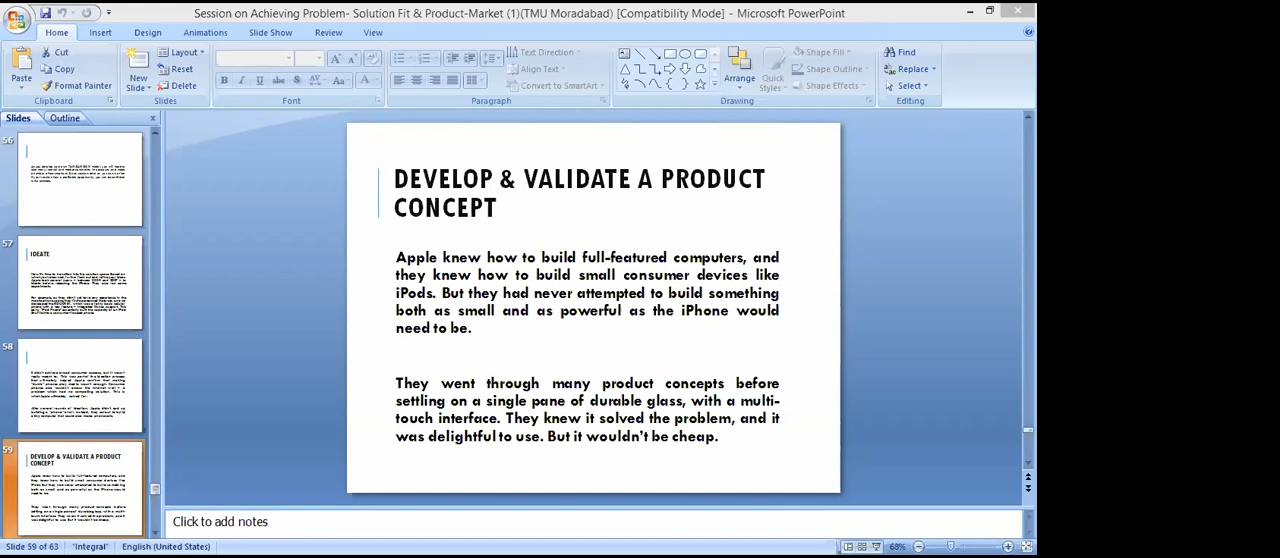 Session on Achieving Problem- Solution Fit & Product-Market (1)(TMU Moradabad) [Compatibility Mode] - Microsoft PowerPoint
Home Insert Design Animations Slide Show Review View
Paste
Cut
Copy
Format Painter
Clipboard
New Slide
Layout
Reset
Delete
Slides
B I U abc S AV Aa A
Font
Text Direction
Align Text
Convert to SmartArt
Paragraph
Arrange
Quick Styles
Shape Fill
Shape Outline
Shape Effects
Drawing
Find
Replace
Select
Editing
Slides Outline
56
57
IDEATE
58
59
DEVELOP & VALIDATE A PRODUCT
CONCEPT
DEVELOP & VALIDATE A PRODUCT
CONCEPT
Apple knew how to build full-featured computers, and
they knew how to build small consumer devices like
iPods. But they had never attempted to build something
both as small and as powerful as the iPhone would
need to be.
They went through many product concepts before
settling on a single pane of durable glass, with a multi-
touch interface. They knew it solved the problem, and it
was delightful to use. But it wouldn't be cheap.
Click to add notes
Slide 59 of 63 "Integral" English (United States) 68%